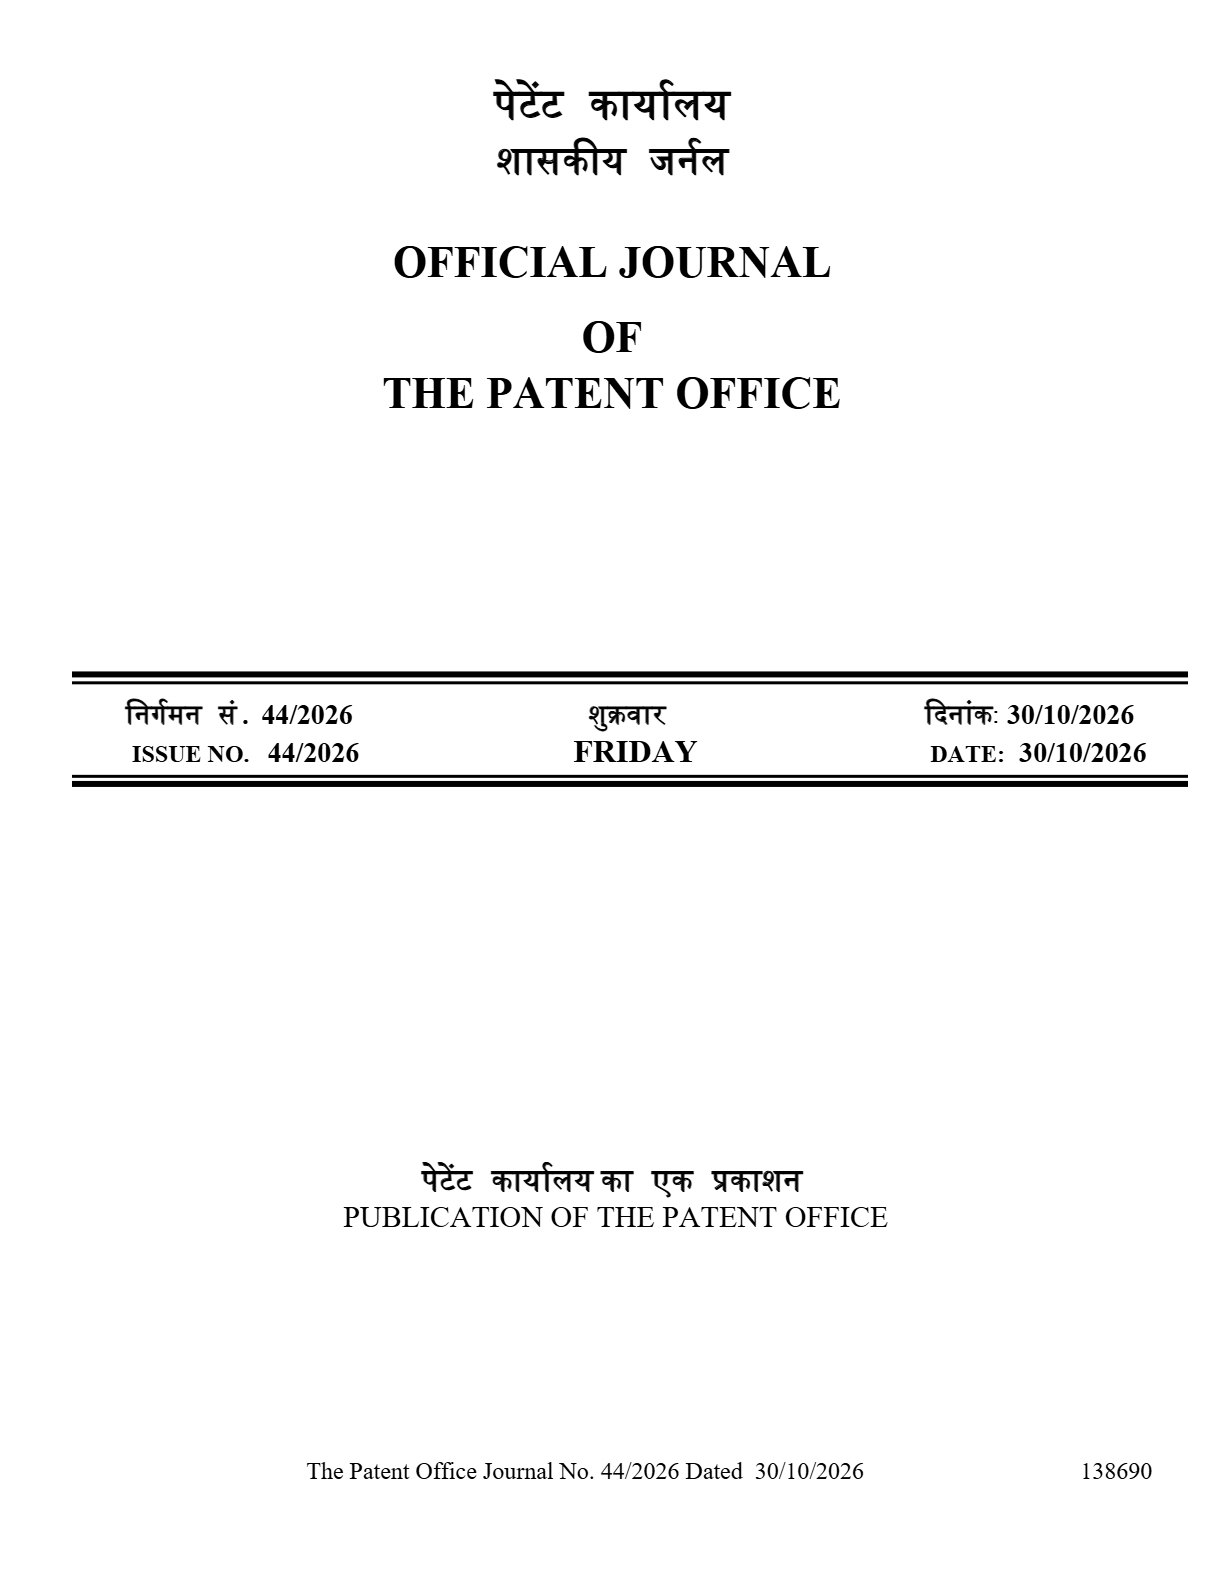 पेटेंट कार्यालय
शासकीय जर्नल
OFFICIAL JOURNAL
OF
THE PATENT OFFICE
निर्गमन सं. 44/2026 शुक्रवार दिनांक: 30/10/2026
ISSUE NO. 44/2026 FRIDAY DATE: 30/10/2026
पेटेंट कार्यालय का एक प्रकाशन
PUBLICATION OF THE PATENT OFFICE
The Patent Office Journal No. 44/2026 Dated 30/10/2026 138690